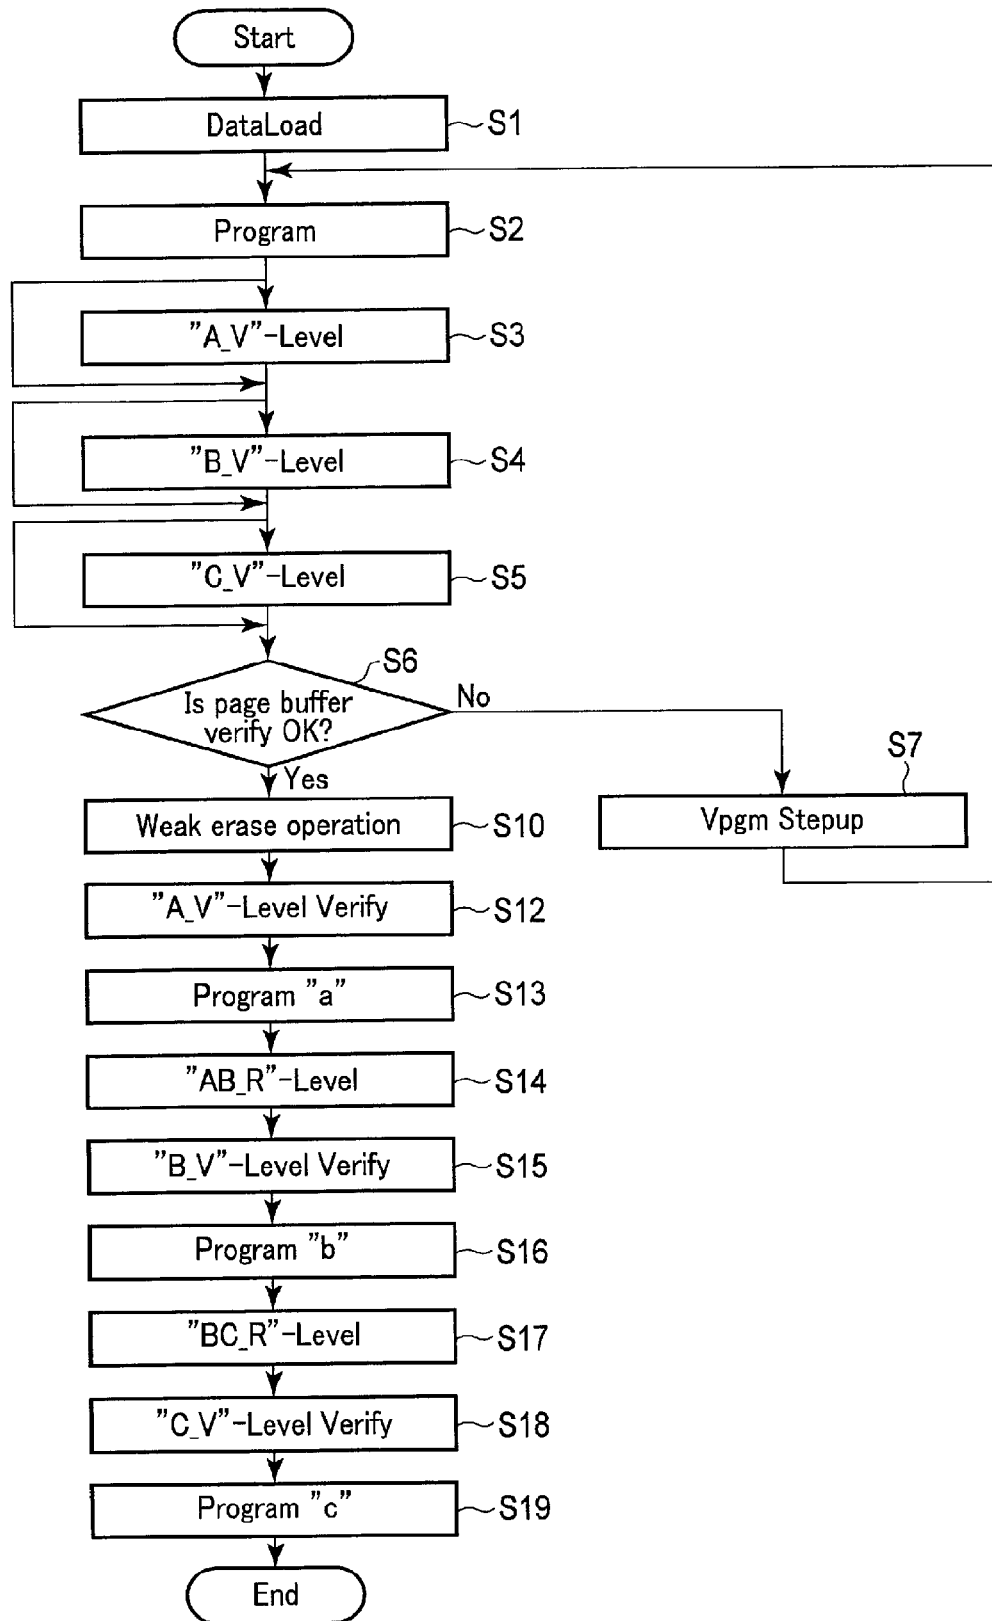 Start
DataLoad
S1
Program
S2
"A_V"-Level
S3
"B_V"-Level
S4
"C_V"-Level
S5
S6
Is page buffer
verify OK?
No
Yes
S7
Vpgm Stepup
Weak erase operation
S10
"A_V"-Level Verify
S12
Program "a"
S13
"AB_R"-Level
S14
"B_V"-Level Verify
S15
Program "b"
S16
"BC_R"-Level
S17
"C_V"-Level Verify
S18
Program "c"
S19
End